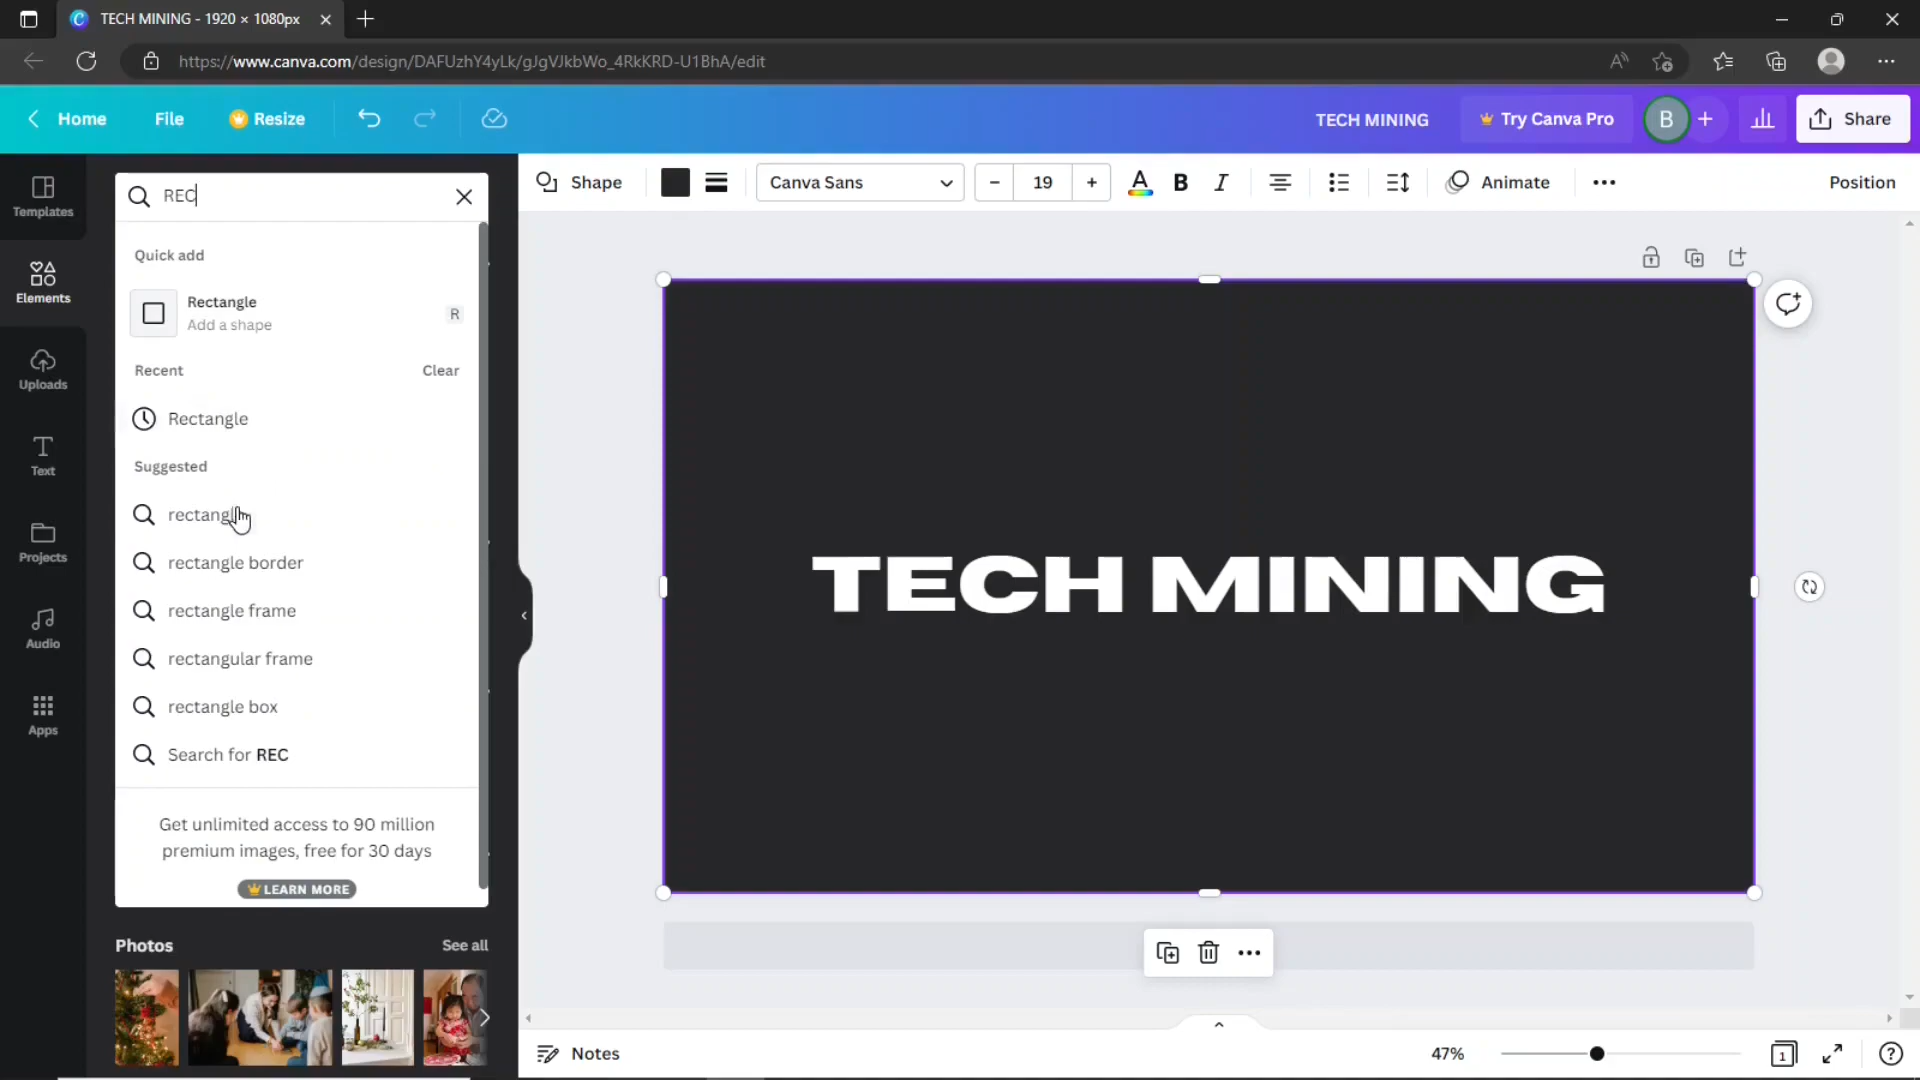 TECH MINING - 1920 × 1080px
https://www.canva.com/design/DAFUzhY4yLk/gJgVJkbWo_4RkKRD-U1BhA/edit
Home
File
Resize
TECH MINING
Try Canva Pro
B
Share
Templates
Elements
Uploads
Text
Projects
Audio
Apps
REC
Quick add
Rectangle
Add a shape
R
Recent
Clear
Rectangle
Suggested
rectangle
rectangle border
rectangle frame
rectangular frame
rectangle box
Search for REC
Get unlimited access to 90 million
premium images, free for 30 days
LEARN MORE
Photos
See all
Shape
Canva Sans
19
A
B
I
Animate
Position
TECH MINING
Notes
47%
1